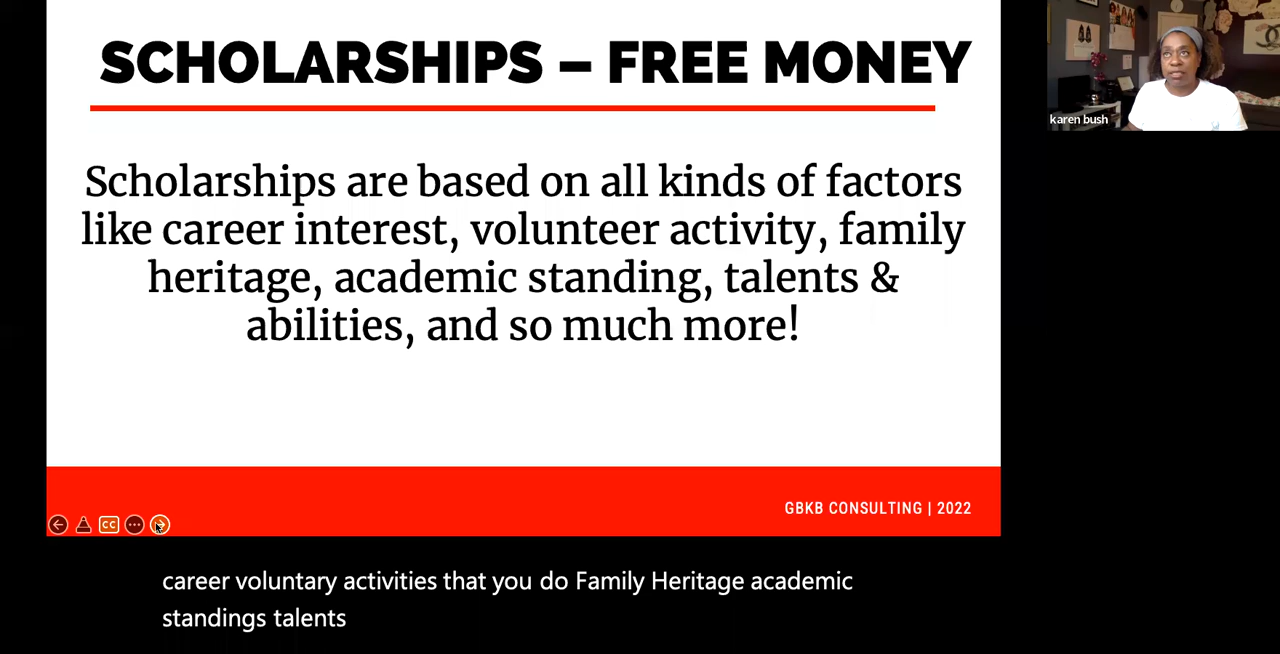 SCHOLARSHIPS – FREE MONEY
karen bush
Scholarships are based on all kinds of factors
like career interest, volunteer activity, family
heritage, academic standing, talents &
abilities, and so much more!
GBKB CONSULTING | 2022
CC
career voluntary activities that you do Family Heritage academic
standings talents